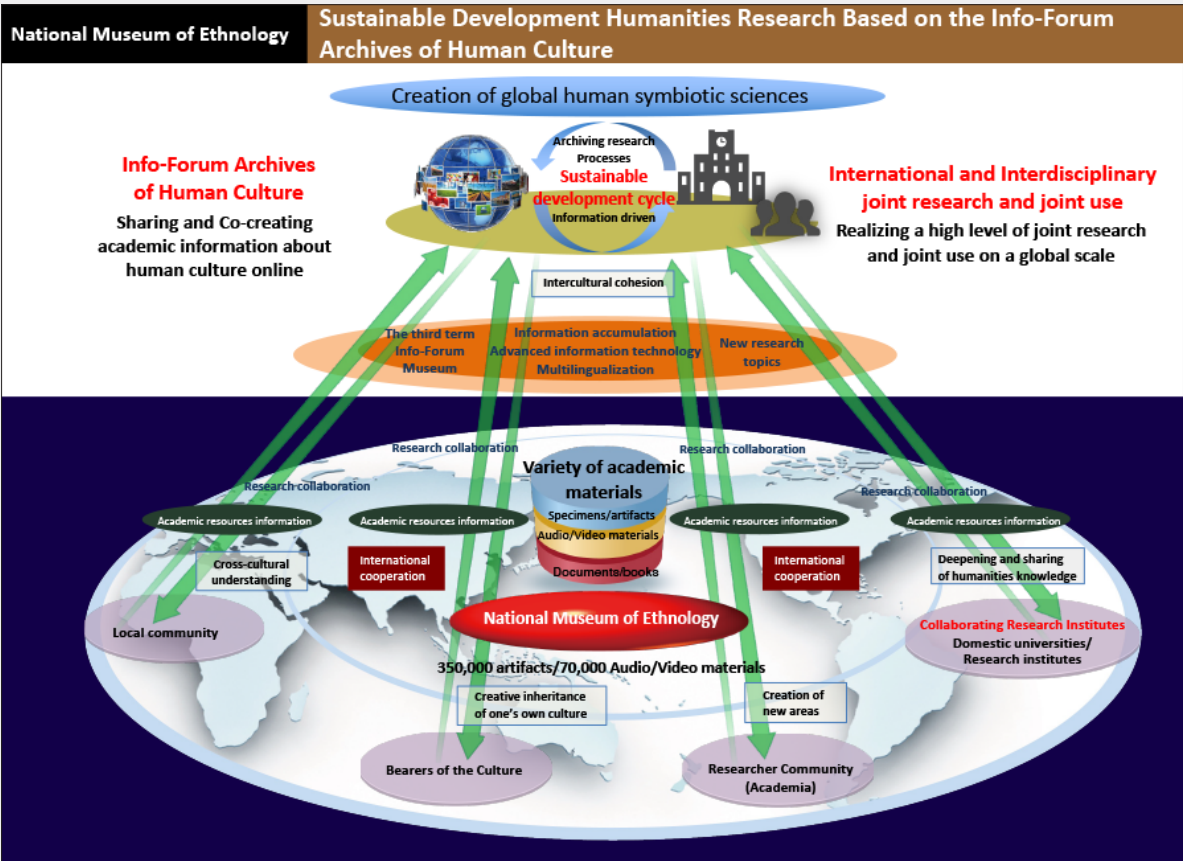 National Museum of Ethnology
Sustainable Development Humanities Research Based on the Info-Forum
Archives of Human Culture
Creation of global human symbiotic sciences
Info-Forum Archives
of Human Culture
Sharing and Co-creating
academic information about
human culture online
Archiving research
Processes
Sustainable
development cycle
Information driven
International and Interdisciplinary
joint research and joint use
Realizing a high level of joint research
and joint use on a global scale
Intercultural cohesion
The third term
Info-Forum
Museum
Information accumulation
Advanced information technology
Multilingualization
New research
topics
Research collaboration
Research collaboration
Research collaboration
Research collaboration
Variety of academic
materials
Specimens/artifacts
Audio/Video materials
Documents/books
Academic resources information
Academic resources information
Academic resources information
Academic resources information
Cross-cultural
understanding
International
cooperation
International
cooperation
Deepening and sharing
of humanities knowledge
National Museum of Ethnology
350,000 artifacts/70,000 Audio/Video materials
Local community
Collaborating Research Institutes
Domestic universities/
Research institutes
Creative inheritance
of one's own culture
Creation of
new areas
Bearers of the Culture
Researcher Community
(Academia)